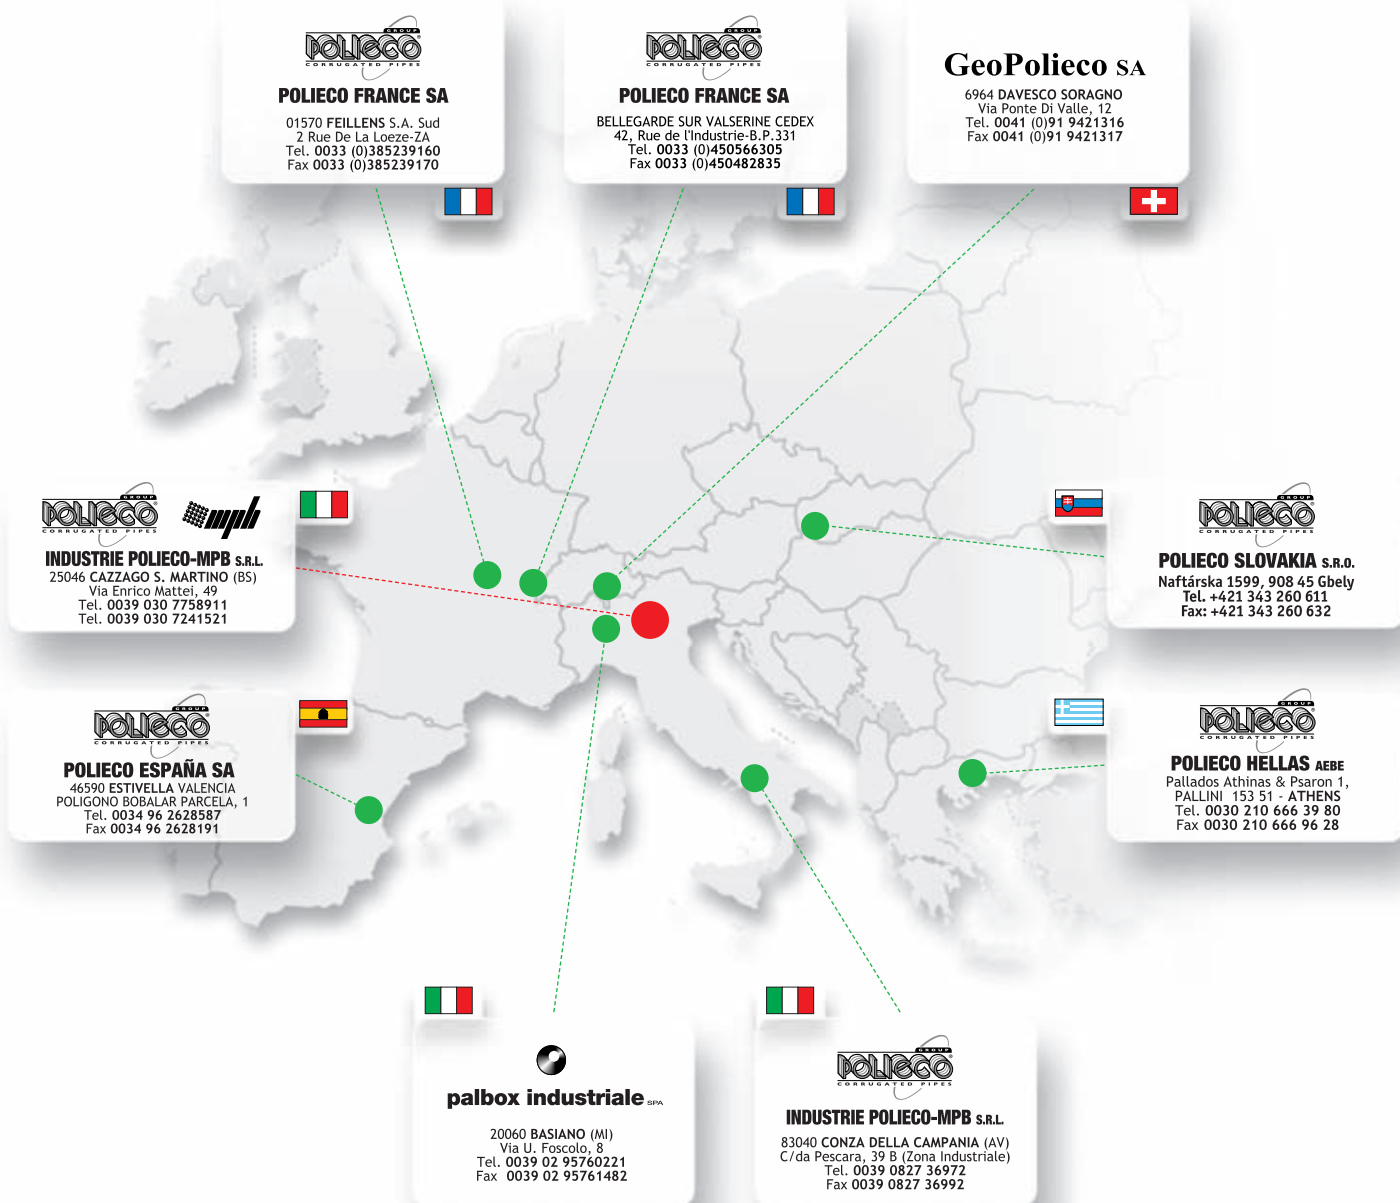 GROUP
POLIECO®
CORRUGATED PIPES
POLIECO FRANCE SA
01570 FEILLENS S.A. Sud
2 Rue De La Loeze-ZA
Tel. 0033 (0)385239160
Fax 0033 (0)385239170
GROUP
POLIECO®
CORRUGATED PIPES
POLIECO FRANCE SA
BELLEGARDE SUR VALSERINE CEDEX
42, Rue de l'Industrie-B.P.331
Tel. 0033 (0)450566305
Fax 0033 (0)450482835
GeoPolieco SA
6964 DAVESCO SORAGNO
Via Ponte Di Valle, 12
Tel. 0041 (0)91 9421316
Fax 0041 (0)91 9421317
GROUP
POLIECO®
CORRUGATED PIPES
mpb
INDUSTRIE POLIECO-MPB S.R.L.
25046 CAZZAGO S. MARTINO (BS)
Via Enrico Mattei, 49
Tel. 0039 030 7758911
Tel. 0039 030 7241521
GROUP
POLIECO®
CORRUGATED PIPES
POLIECO SLOVAKIA S.R.O.
Naftárska 1599, 908 45 Gbely
Tel. +421 343 260 611
Fax: +421 343 260 632
GROUP
POLIECO®
CORRUGATED PIPES
POLIECO ESPAÑA SA
46590 ESTIVELLA VALENCIA
POLIGONO BOBALAR PARCELA, 1
Tel. 0034 96 2628587
Fax 0034 96 2628191
GROUP
POLIECO®
CORRUGATED PIPES
POLIECO HELLAS AEBE
Pallados Athinas & Psaron 1,
PALLINI 153 51 - ATHENS
Tel. 0030 210 666 39 80
Fax 0030 210 666 96 28
palbox industriale SPA
20060 BASIANO (MI)
Via U. Foscolo, 8
Tel. 0039 02 95760221
Fax 0039 02 95761482
GROUP
POLIECO®
CORRUGATED PIPES
INDUSTRIE POLIECO-MPB S.R.L.
83040 CONZA DELLA CAMPANIA (AV)
C/da Pescara, 39 B (Zona Industriale)
Tel. 0039 0827 36972
Fax 0039 0827 36992